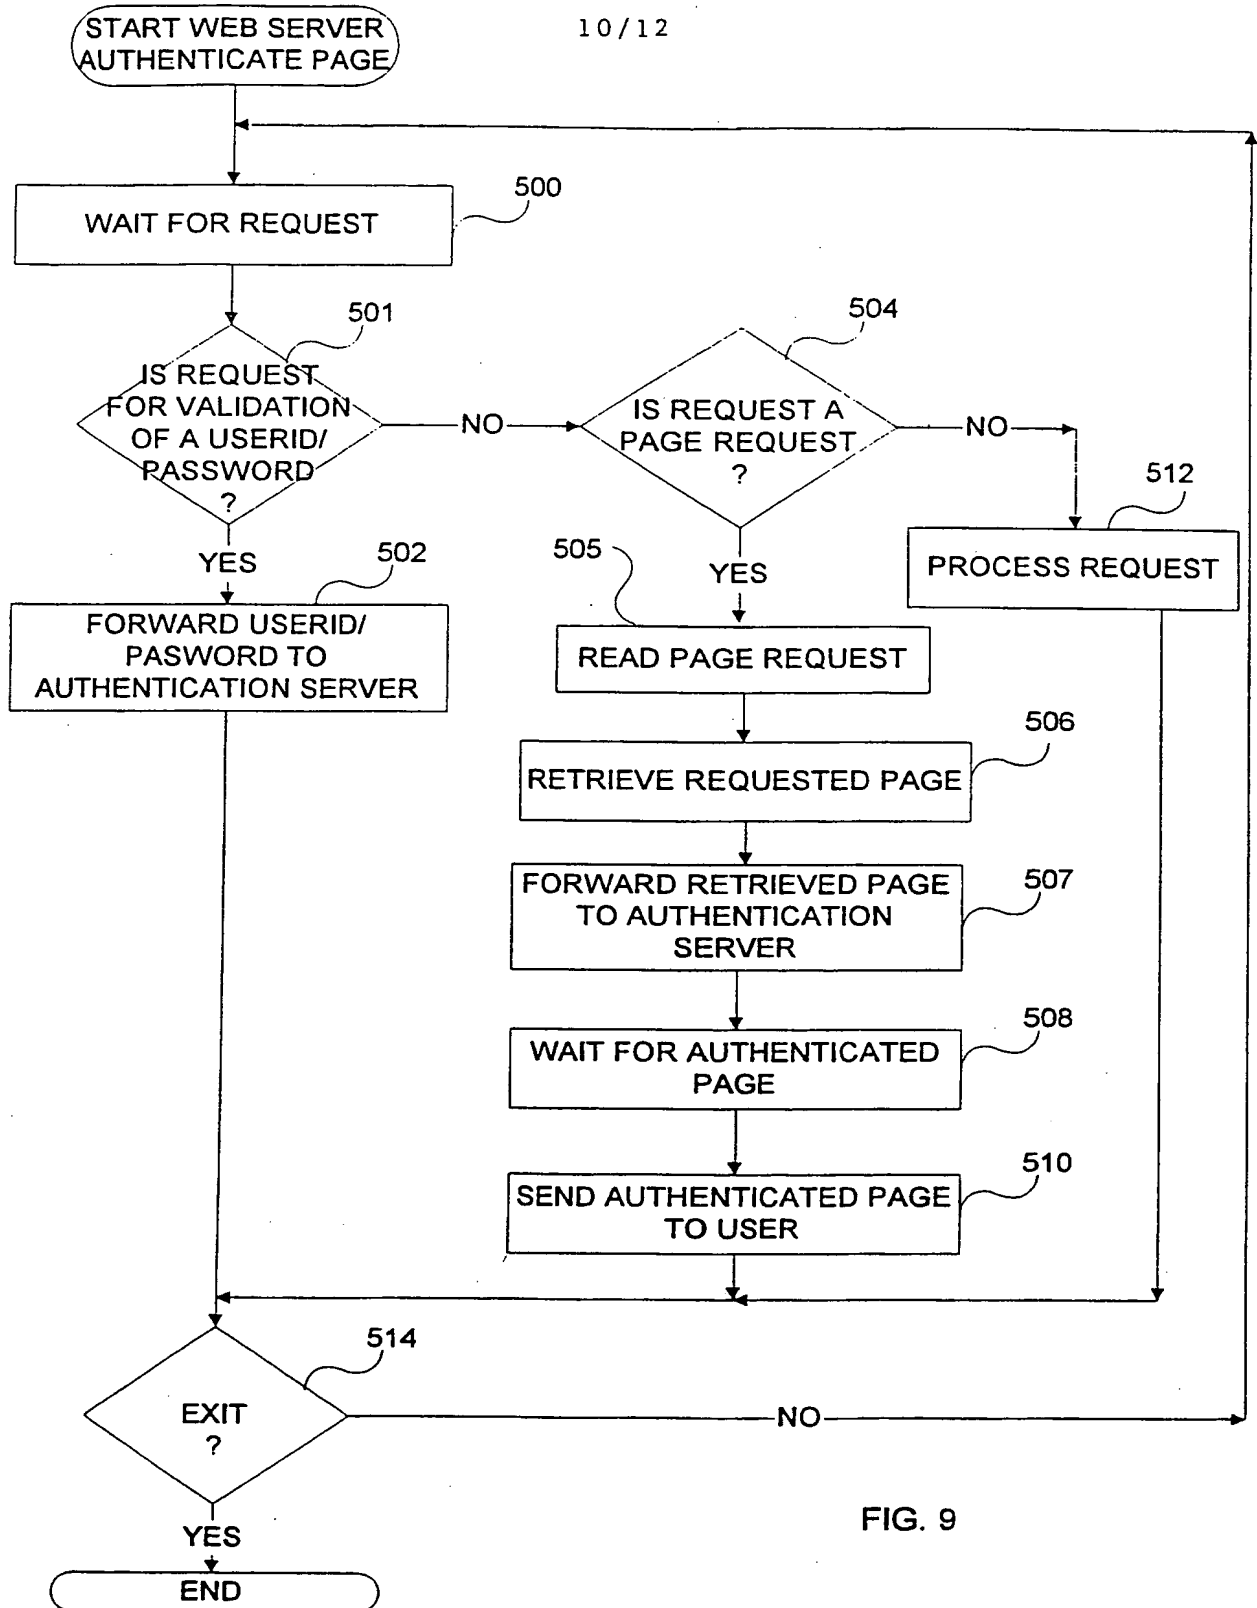 START WEB SERVER
AUTHENTICATE PAGE
10/12
WAIT FOR REQUEST
500
501
IS REQUEST
FOR VALIDATION
OF A USERID/
PASSWORD
?
NO
504
IS REQUEST A
PAGE REQUEST
?
NO
512
PROCESS REQUEST
YES
502
FORWARD USERID/
PASWORD TO
AUTHENTICATION SERVER
YES
505
READ PAGE REQUEST
506
RETRIEVE REQUESTED PAGE
507
FORWARD RETRIEVED PAGE
TO AUTHENTICATION
SERVER
508
WAIT FOR AUTHENTICATED
PAGE
510
SEND AUTHENTICATED PAGE
TO USER
514
EXIT
?
NO
YES
END
FIG. 9